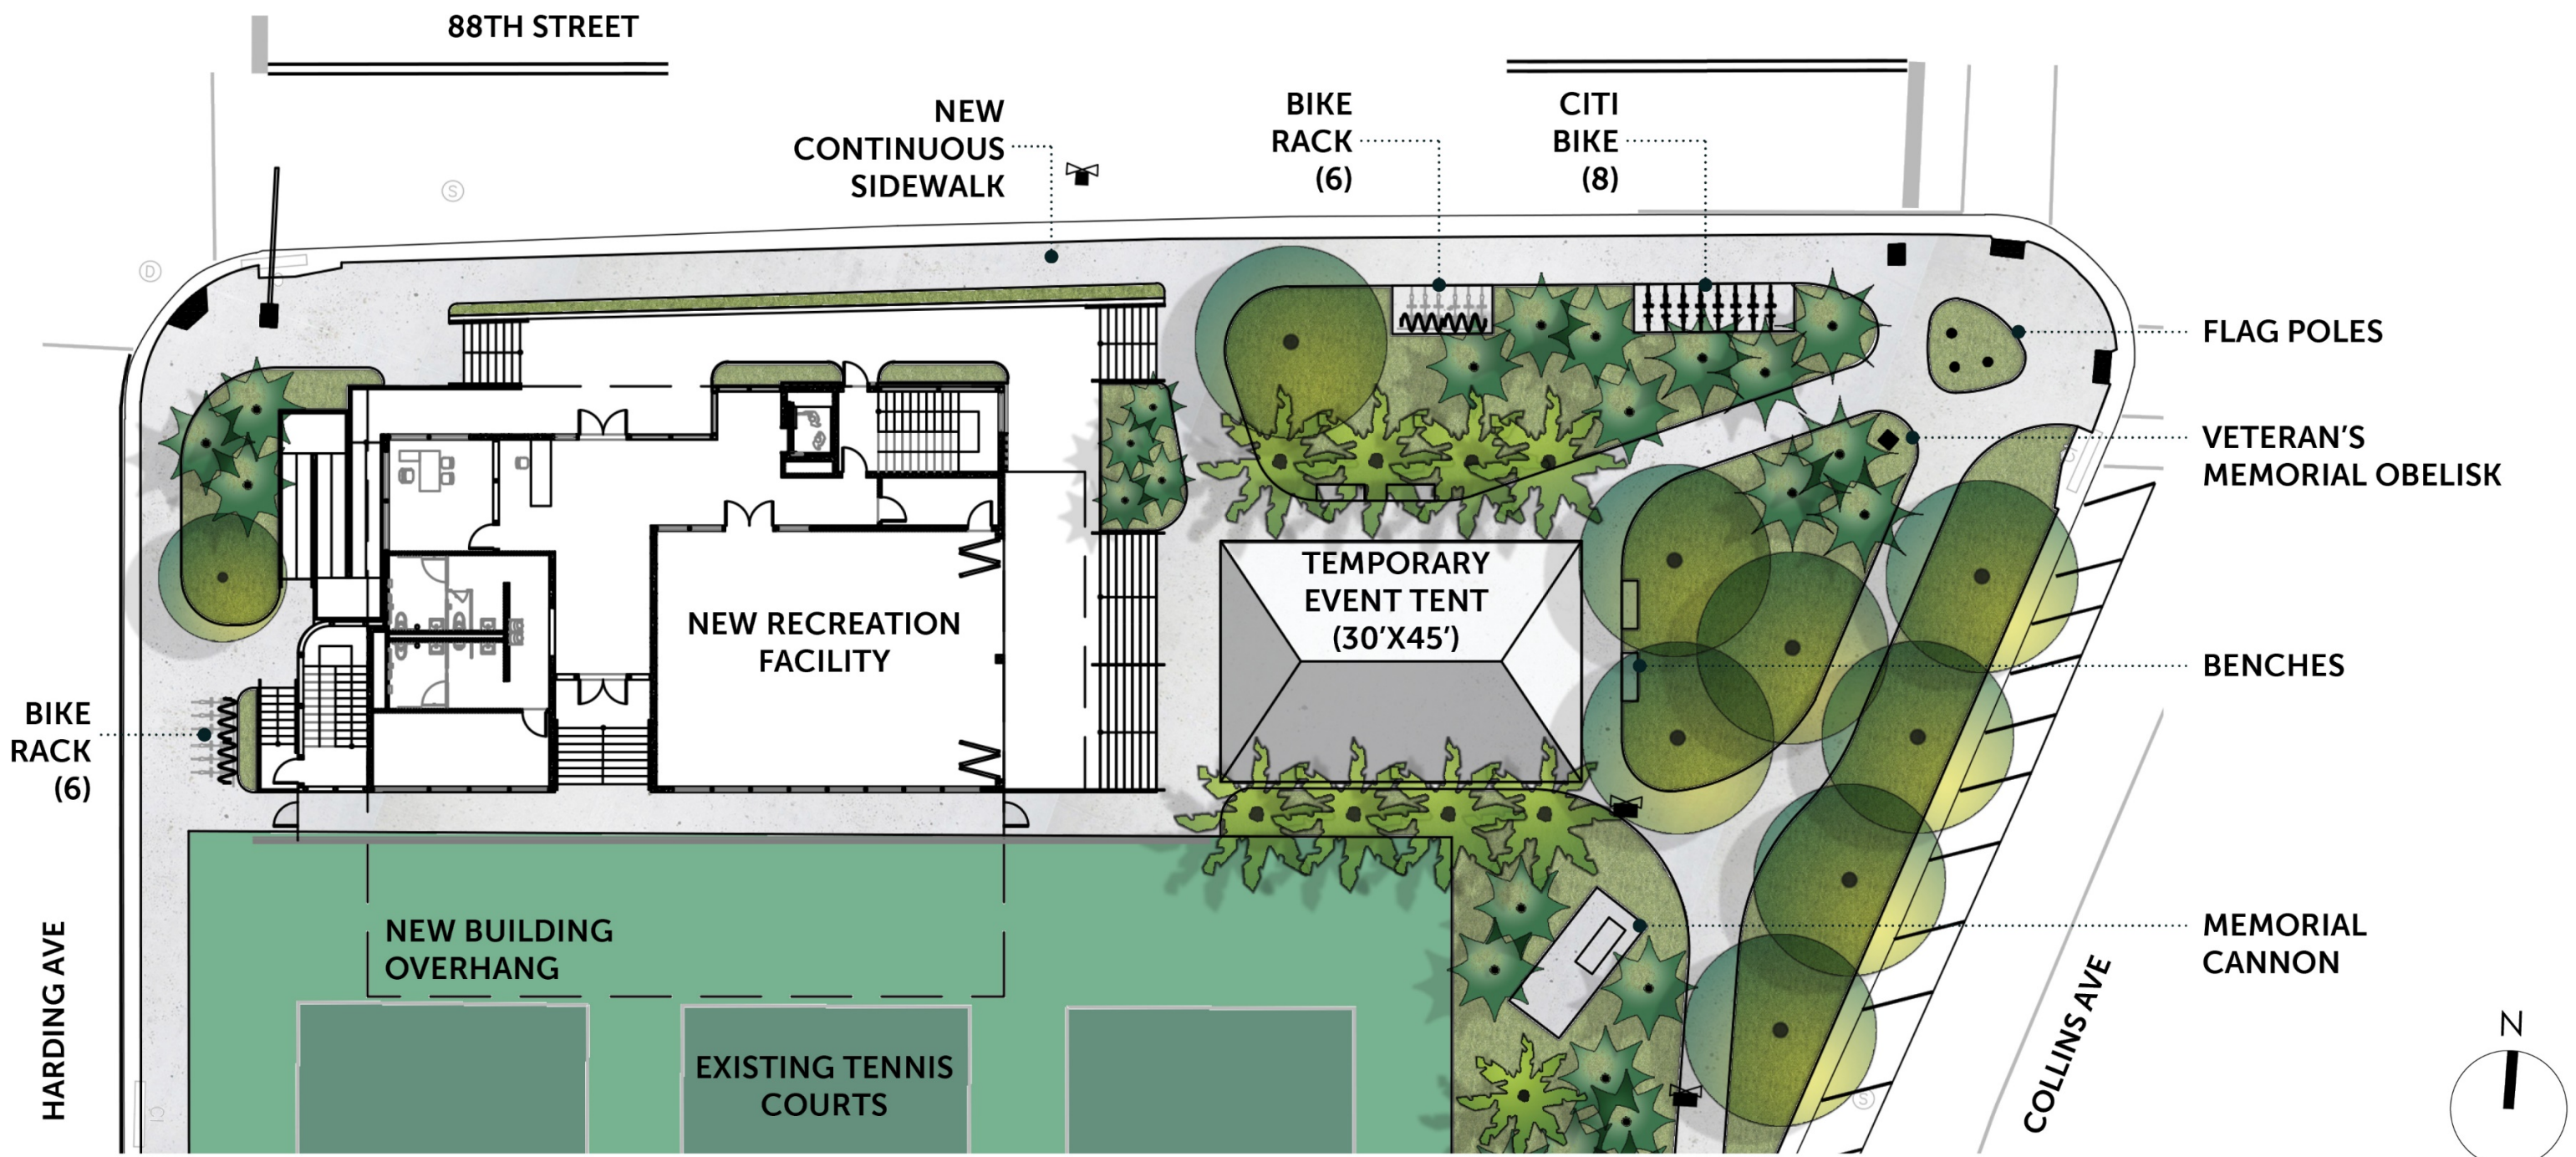 88TH STREET
NEW
CONTINUOUS
SIDEWALK
BIKE
RACK
(6)
CITI
BIKE
(8)
S
D
FLAG POLES
VETERAN'S
MEMORIAL OBELISK
TEMPORARY
EVENT TENT
(30'X45')
NEW RECREATION
FACILITY
BENCHES
BIKE
RACK
(6)
NEW BUILDING
OVERHANG
MEMORIAL
CANNON
HARDING AVE
EXISTING TENNIS
COURTS
COLLINS AVE
N
S